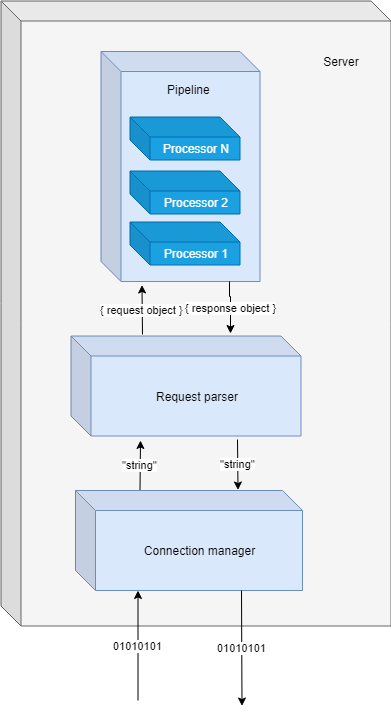 Server
Pipeline
Processor N
Processor 2
Processor 1
{ request object }
{ response object }
Request parser
"string"
"string"
Connection manager
01010101
01010101